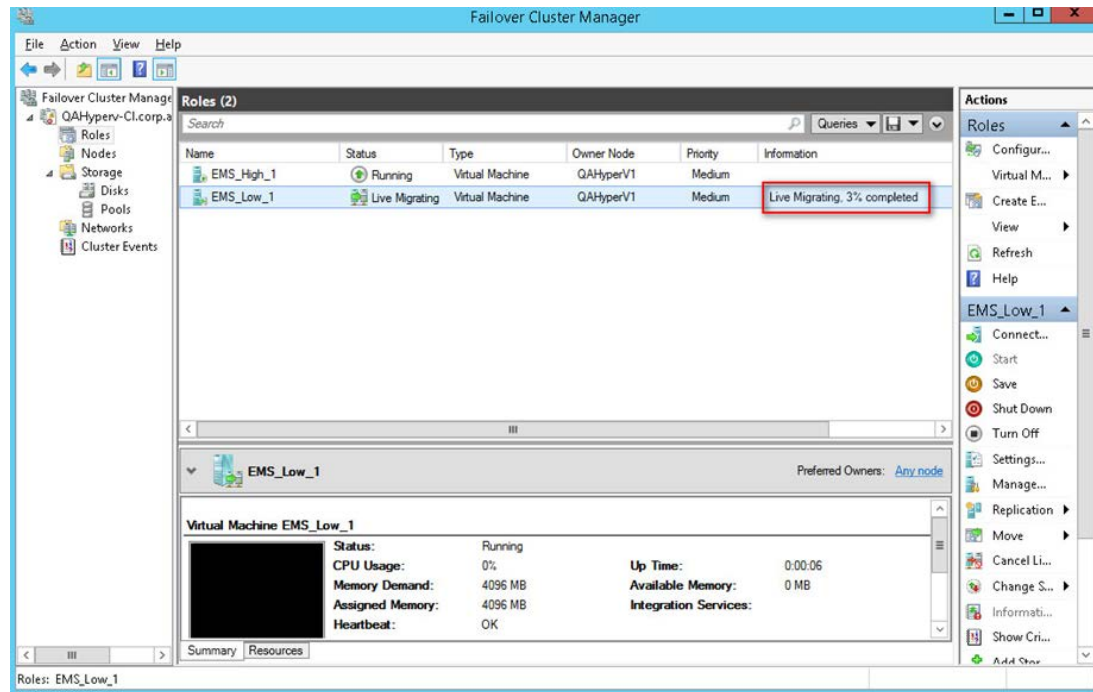 Failover Cluster Manager
File Action View Help
Failover Cluster Manage
QAHyperv-Cl.corp.a
Roles
Nodes
Storage
Disks
Pools
Networks
Cluster Events
Roles (2)
Search
Queries
Name Status Type Owner Node Priority Information
EMS_High_1 Running Virtual Machine QAHyperV1 Medium
EMS_Low_1 Live Migrating Virtual Machine QAHyperV1 Medium Live Migrating, 3% completed
EMS_Low_1
Preferred Owners: Any node
Virtual Machine EMS_Low_1
Status: Running
CPU Usage: 0% Up Time: 0:00:06
Memory Demand: 4096 MB Available Memory: 0 MB
Assigned Memory: 4096 MB Integration Services:
Heartbeat: OK
Summary Resources
Actions
Roles
Configur...
Virtual M...
Create E...
View
Refresh
Help
EMS_Low_1
Connect...
Start
Save
Shut Down
Turn Off
Settings...
Manage...
Replication
Move
Cancel Li...
Change S...
Informati...
Show Cri...
Add Stor...
Roles: EMS_Low_1